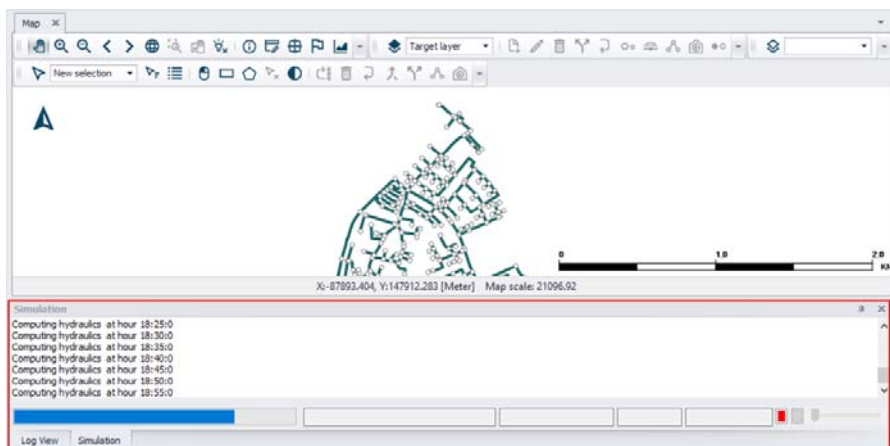 Map
Target layer
New selection
0 1.0 2.0
KM
X:-87893.404, Y:147912.283 [Meter] Map scale: 21096.92
Simulation
Computing hydraulics at hour 18:25:0
Computing hydraulics at hour 18:30:0
Computing hydraulics at hour 18:35:0
Computing hydraulics at hour 18:40:0
Computing hydraulics at hour 18:45:0
Computing hydraulics at hour 18:50:0
Computing hydraulics at hour 18:55:0
Log View Simulation